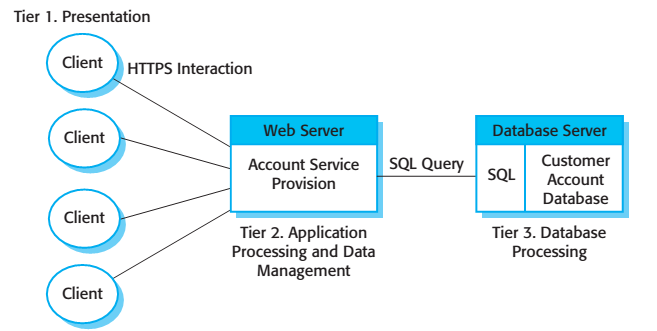 Tier 1. Presentation
Client
HTTPS Interaction
Client
Client
Client
Web Server
Account Service
Provision
Tier 2. Application
Processing and Data
Management
SQL Query
Database Server
SQL
Customer
Account
Database
Tier 3. Database
Processing